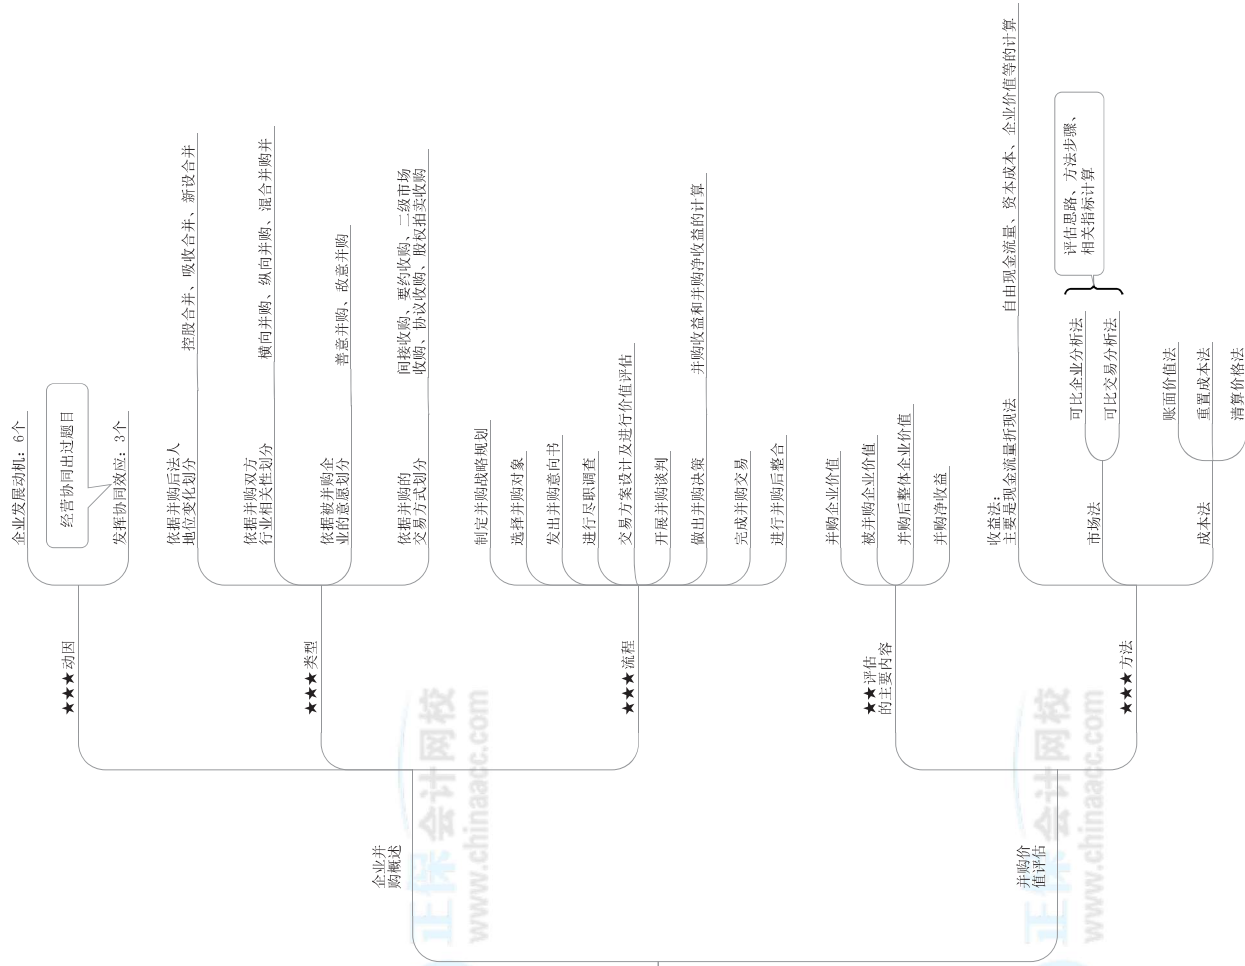 企业并
购概述
★★★动因
企业发展动机：6个
经营协同出过题目
发挥协同效应：3个
★★★类型
依据并购后法人
地位变化划分
控股合并、吸收合并、新设合并
依据并购双方
行业相关性划分
横向并购、纵向并购、混合并购并
依据被并购企
业的意愿划分
善意并购、敌意并购
依据并购的
交易方式划分
间接收购、要约收购、二级市场
收购、协议收购、股权拍卖收购
★★★流程
制定并购战略规划
选择并购对象
发出并购意向书
进行尽职调查
交易方案设计及进行价值评估
开展并购谈判
做出并购决策
并购收益和并购净收益的计算
完成并购交易
进行并购后整合
并购价
值评估
★★评估
的主要内容
并购企业价值
被并购企业价值
并购后整体企业价值
并购净收益
★★★方法
收益法：
主要是现金流量折现法
自由现金流量、资本成本、企业价值等的计算
市场法
可比企业分析法
可比交易分析法
评估思路、方法步骤、
相关指标计算
成本法
账面价值法
重置成本法
清算价格法
正保会计网校
www.chinaacc.com
正保会计网校
www.chinaacc.com